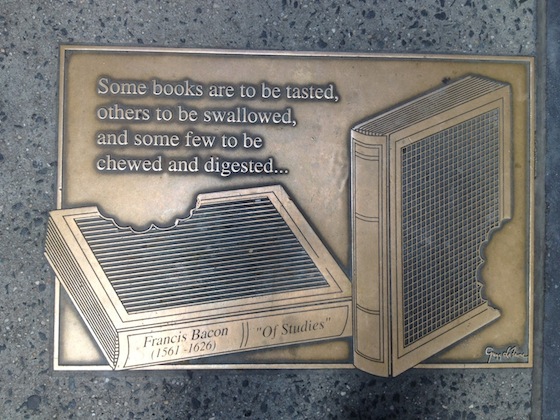 Some books are to be tasted,
others to be swallowed,
and some few to be
chewed and digested...
Francis Bacon
(1561 -1626)
"Of Studies"